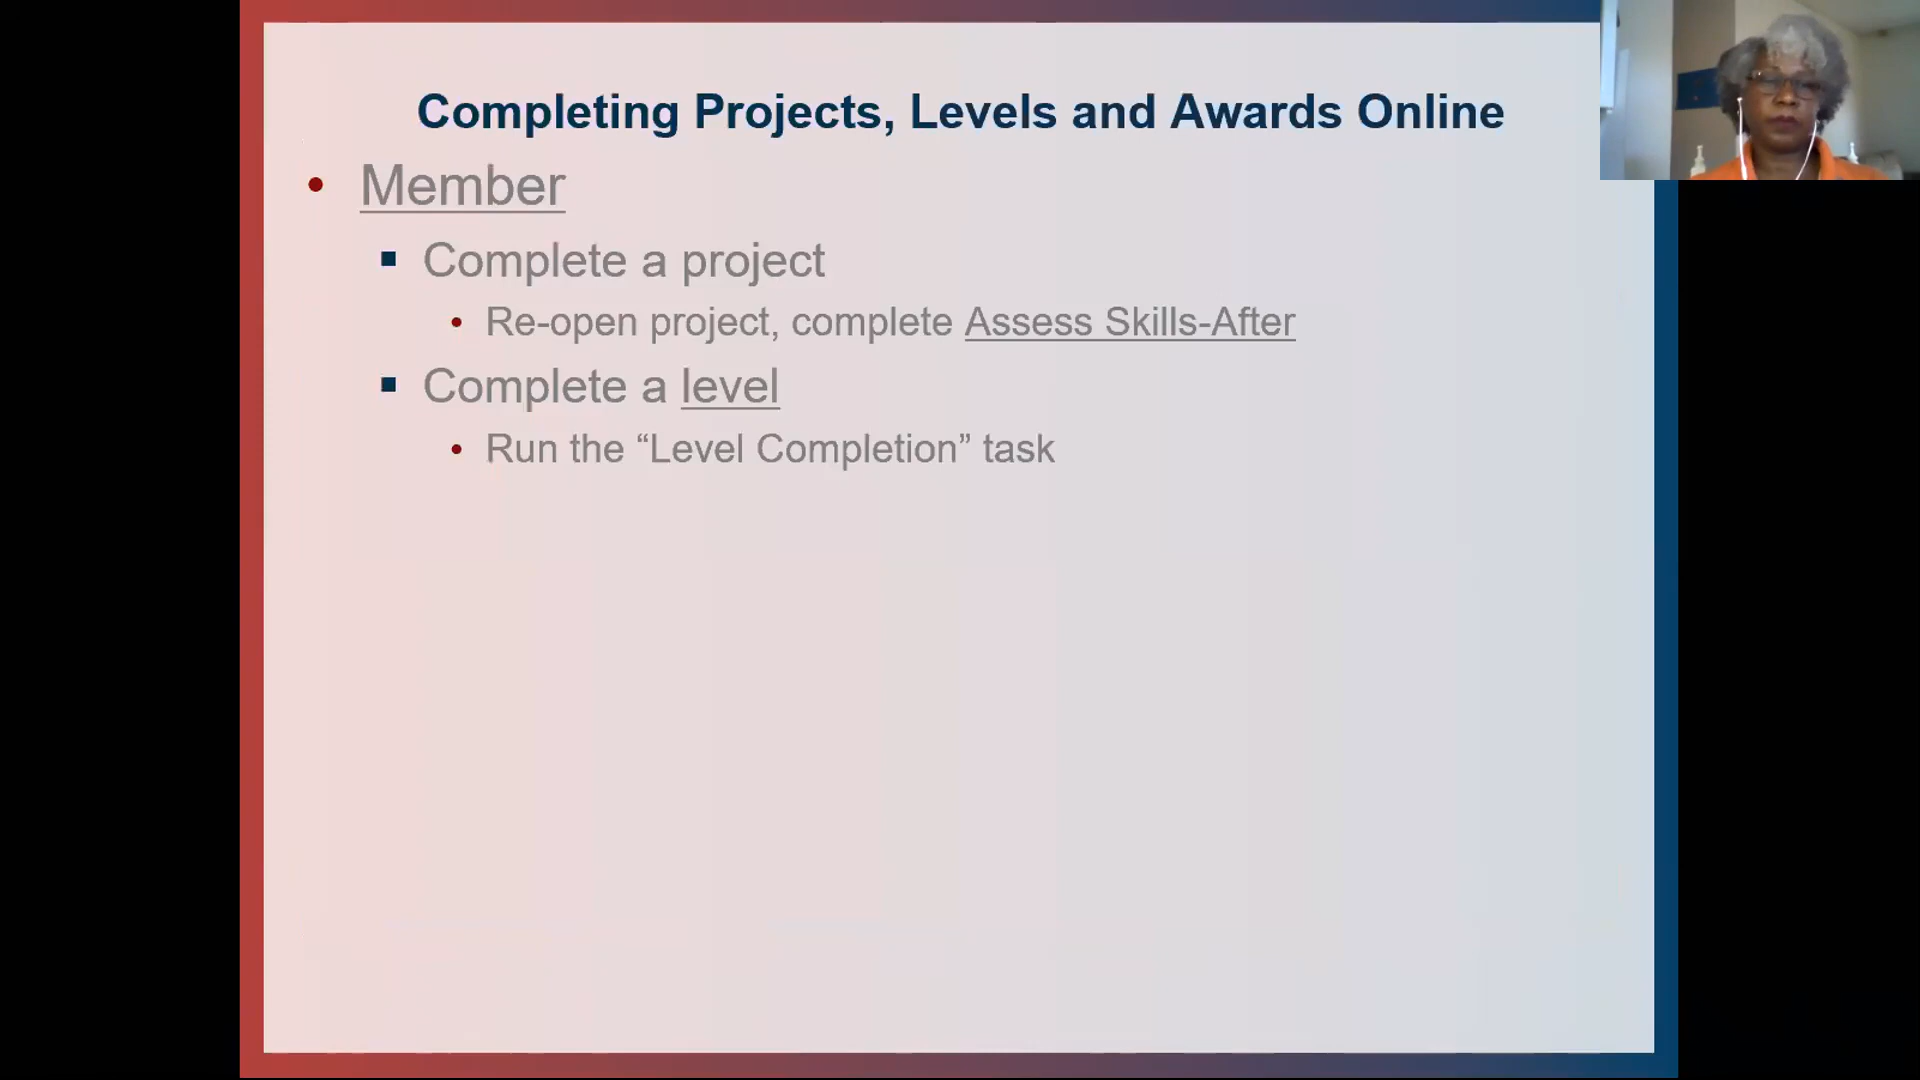 Completing Projects, Levels and Awards Online
• Member
▪ Complete a project
• Re-open project, complete Assess Skills-After
▪ Complete a level
• Run the “Level Completion” task